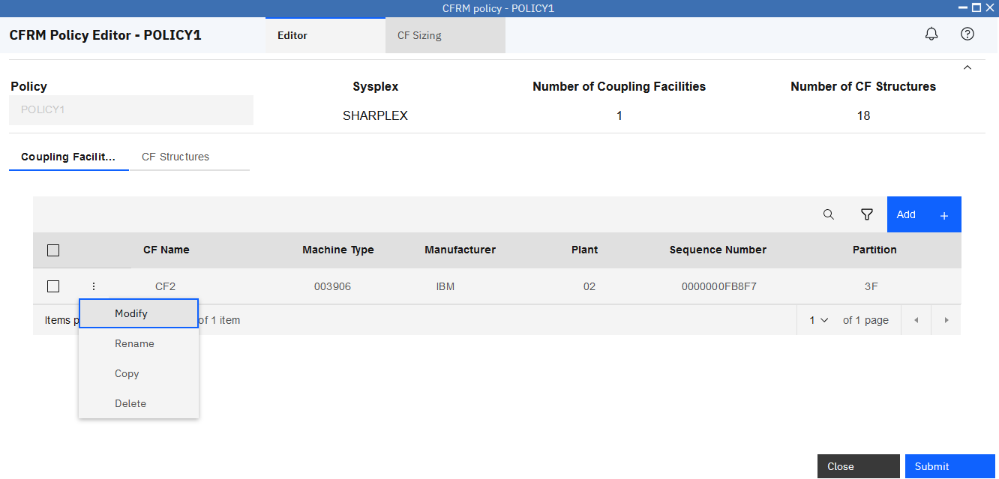 CFRM policy - POLICY1
CFRM Policy Editor - POLICY1 Editor CF Sizing
Policy Sysplex Number of Coupling Facilities Number of CF Structures
POLICY1 SHARPLEX 1 18
Coupling Facilit... CF Structures
Add +
CF Name Machine Type Manufacturer Plant Sequence Number Partition
CF2 003906 IBM 02 0000000FB8F7 3F
Items p of 1 item 1 of 1 page
Modify
Rename
Copy
Delete
Close Submit